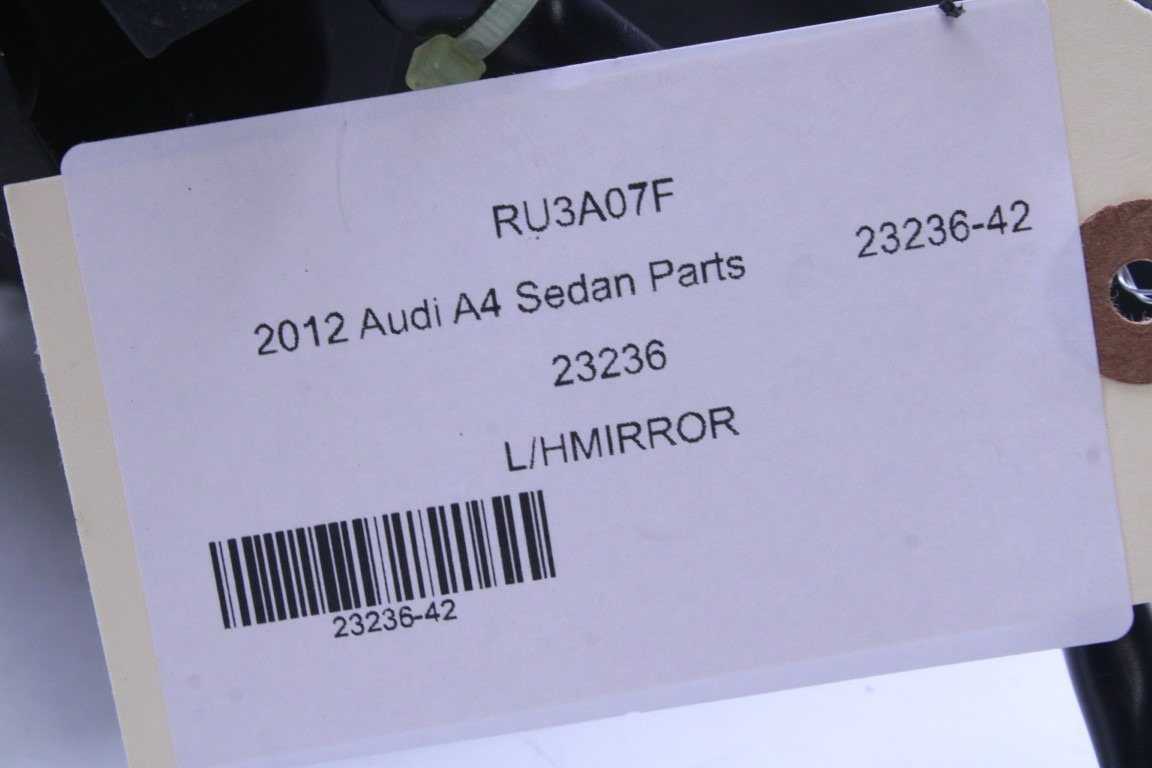 RU3A07F
23236-42
2012 Audi A4 Sedan Parts
23236
L/HMIRROR
23236-42